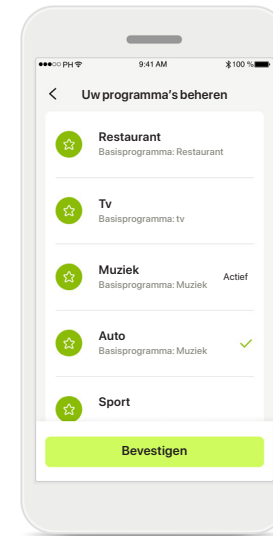 PH 9:41 AM 100 %
Uw programma's beheren
Restaurant
Basisprogramma: Restaurant
Tv
Basisprogramma: tv
Muziek
Basisprogramma: Muziek
Actief
Auto
Basisprogramma: Muziek
Sport
Bevestigen